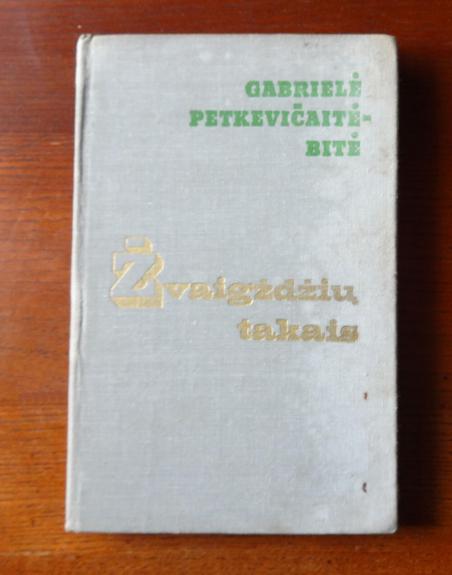 GABRIELĖ
PETKEVIČAITĖ-
BITĖ
Žvaigždžių
takais